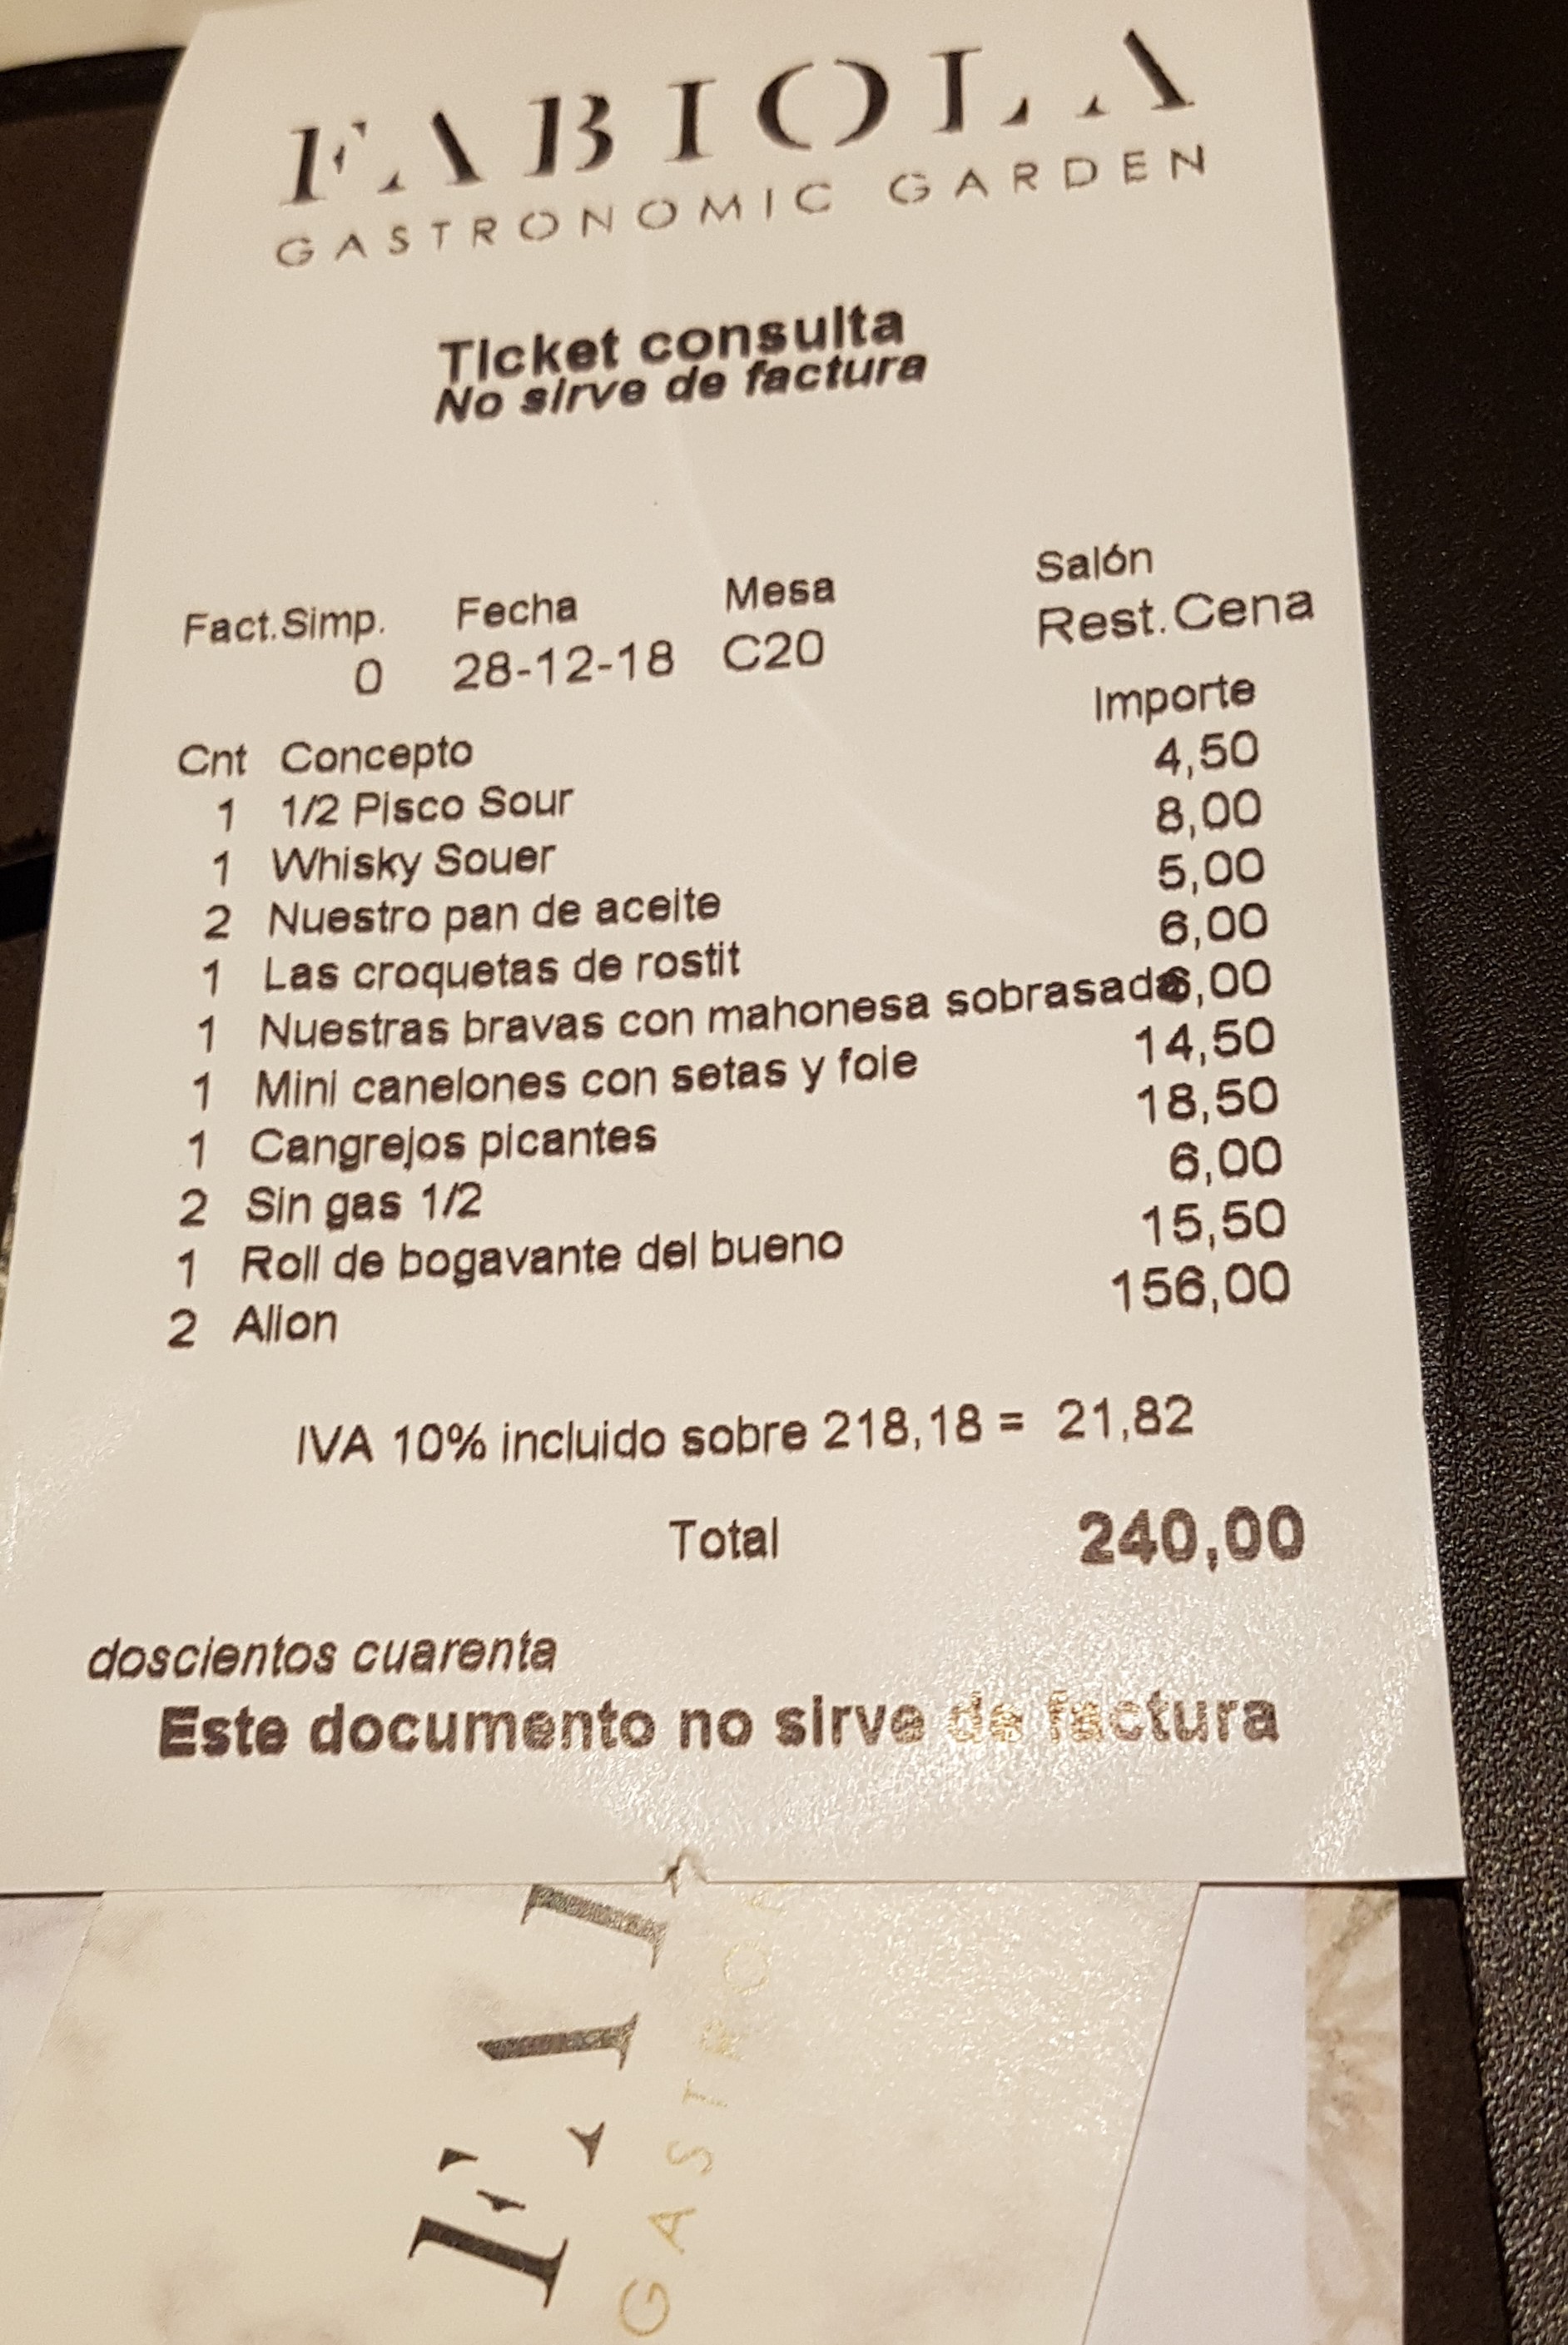 FABIOLA
GASTRONOMIC GARDEN
Ticket consulta
No sirve de factura
Fact.Simp. Fecha Mesa Salón
0 28-12-18 C20 Rest.Cena
Cnt Concepto Importe
1 1/2 Pisco Sour 4,50
1 Whisky Souer 8,00
2 Nuestro pan de aceite 5,00
1 Las croquetas de rostit 6,00
1 Nuestras bravas con mahonesa sobrasada 6,00
1 Mini canelones con setas y foie 14,50
1 Cangrejos picantes 18,50
2 Sin gas 1/2 6,00
1 Roll de bogavante del bueno 15,50
2 Alion 156,00
IVA 10% incluido sobre 218,18 = 21,82
Total 240,00
doscientos cuarenta
Este documento no sirve de factura